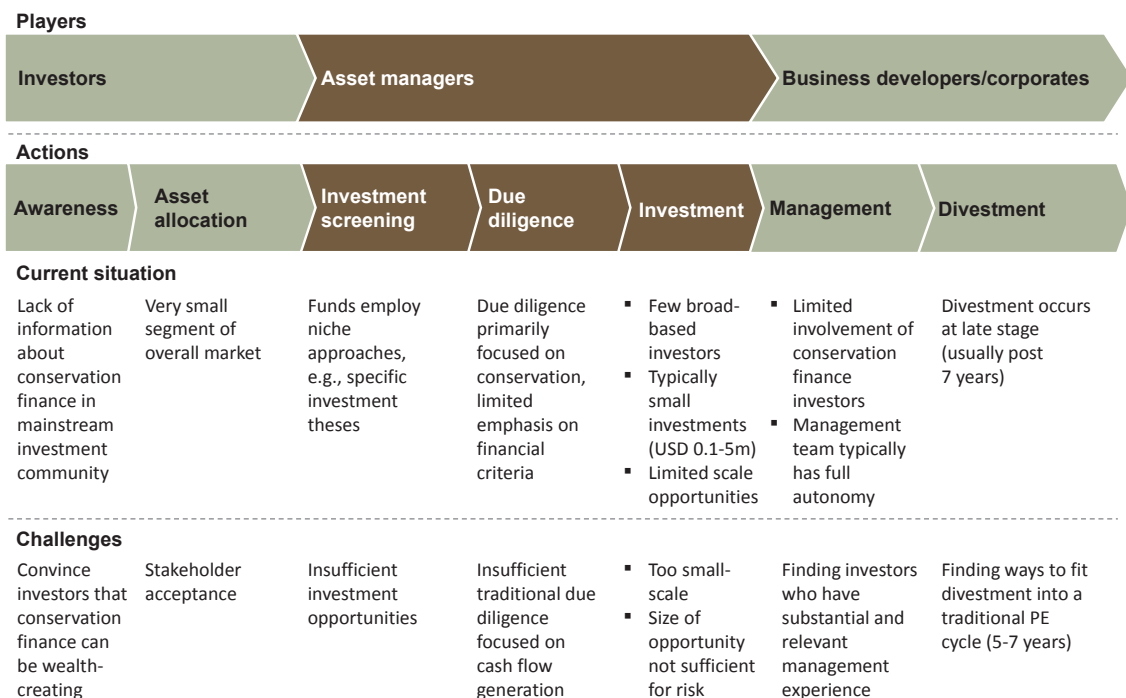 Players
Investors
Asset managers
Business developers/corporates
Actions
Awareness
Asset
allocation
Investment
screening
Due
diligence
Investment
Management
Divestment
Current situation
Lack of
information
about
conservation
finance in
mainstream
investment
community
Very small
segment of
overall market
Funds employ
niche
approaches,
e.g., specific
investment
theses
Due diligence
primarily
focused on
conservation,
limited
emphasis on
financial
criteria
▪ Few broad-
based
investors
▪ Typically
small
investments
(USD 0.1-5m)
▪ Limited scale
opportunities
▪ Limited
involvement of
conservation
finance
investors
▪ Management
team typically
has full
autonomy
Divestment occurs
at late stage
(usually post
7 years)
Challenges
Convince
investors that
conservation
finance can
be wealth-
creating
Stakeholder
acceptance
Insufficient
investment
opportunities
Insufficient
traditional due
diligence
focused on
cash flow
generation
▪ Too small-
scale
▪ Size of
opportunity
not sufficient
for risk
Finding investors
who have
substantial and
relevant
management
experience
Finding ways to fit
divestment into a
traditional PE
cycle (5-7 years)